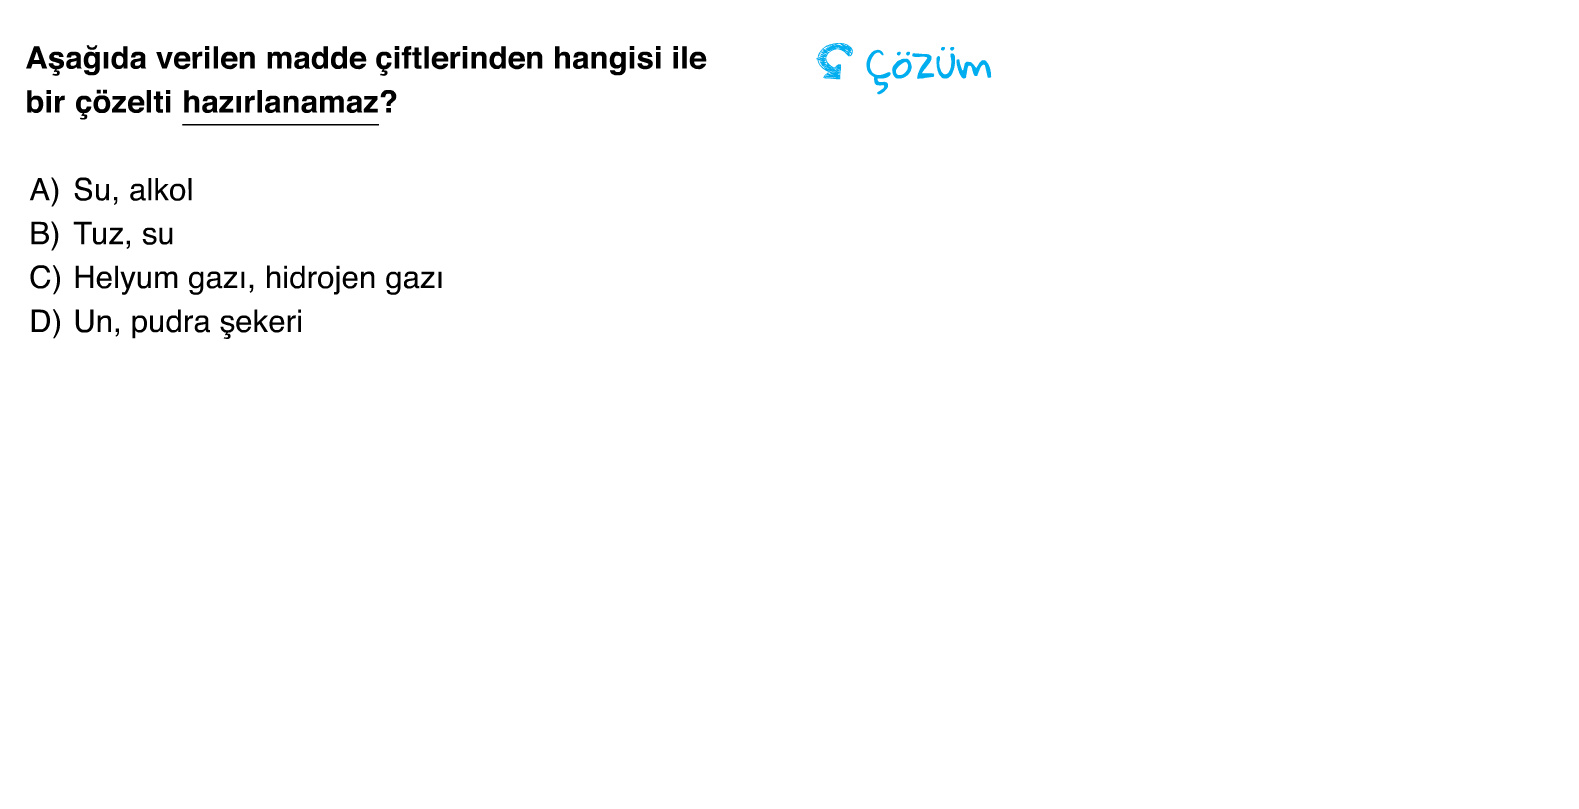 Aşağıda verilen madde çiftlerinden hangisi ile
bir çözelti hazırlanamaz?
A) Su, alkol
B) Tuz, su
C) Helyum gazı, hidrojen gazı
D) Un, pudra şekeri
Çözüm